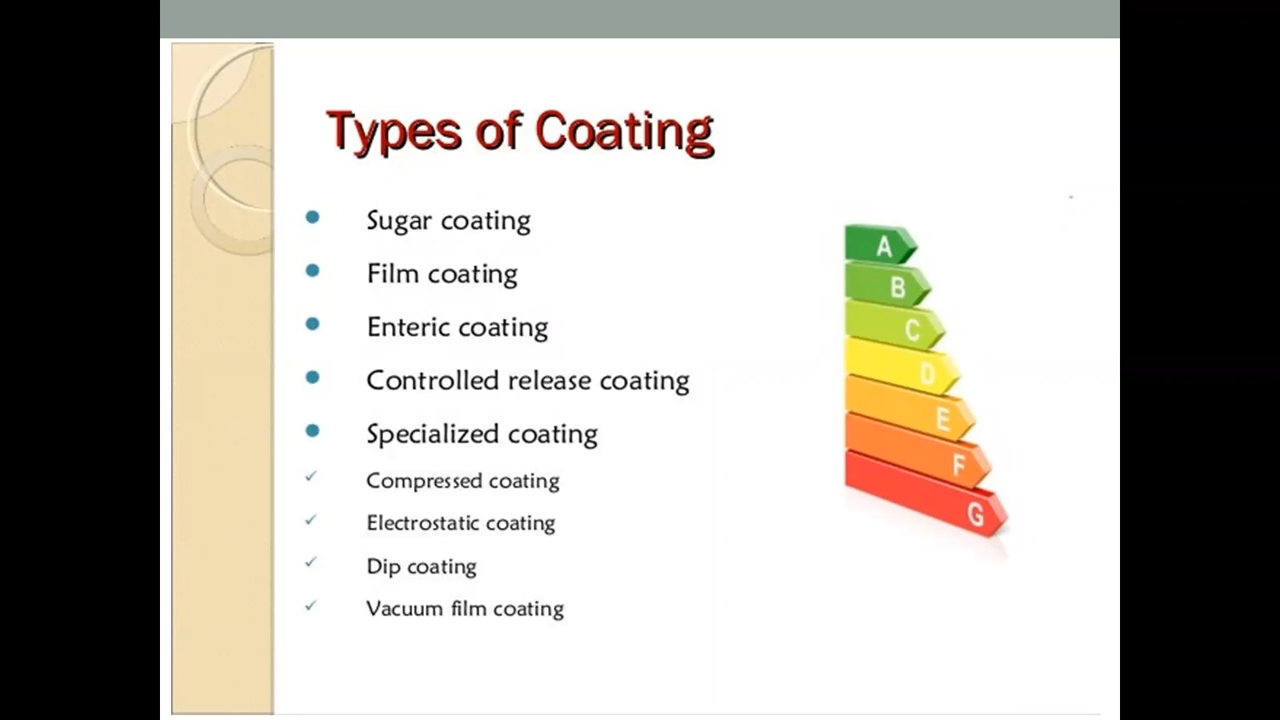 Types of Coating
Sugar coating
Film coating
Enteric coating
Controlled release coating
Specialized coating
Compressed coating
Electrostatic coating
Dip coating
Vacuum film coating
A
B
C
D
E
F
G